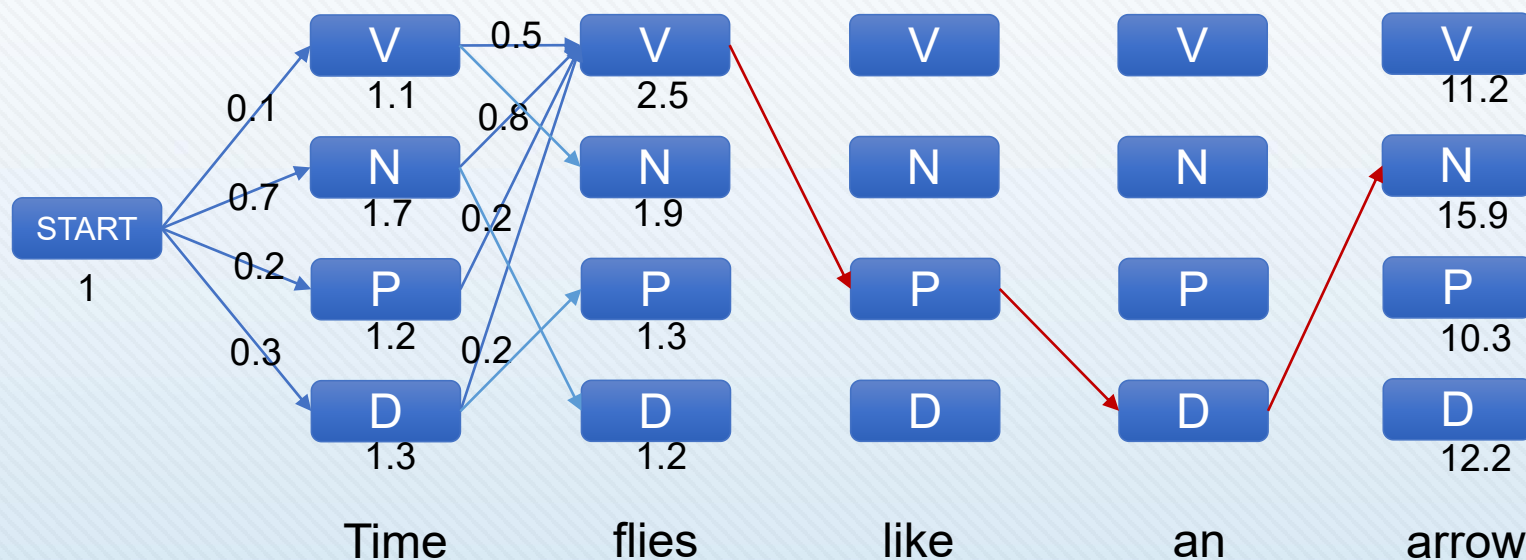 V V V V V
0.5
1.1 2.5 11.2
0.1
0.8
N N N N N
0.7
1.7 1.9 15.9
0.2
START
1
0.2
P P P P P
1.2 1.3 10.3
0.3
0.2
D D D D D
1.3 1.2 12.2
Time flies like an arrow